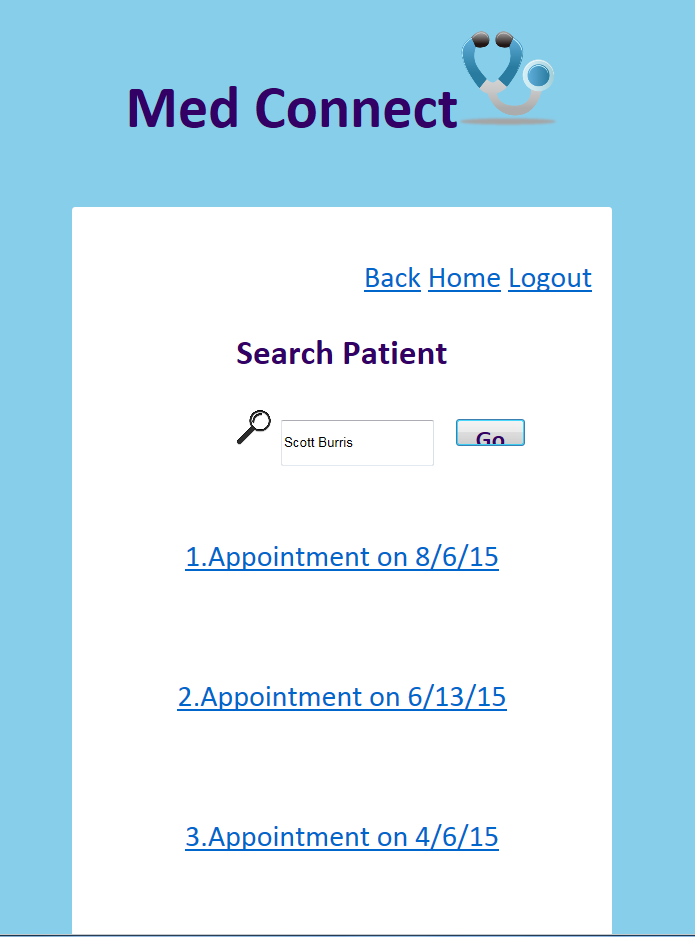 Med Connect
Back Home Logout
Search Patient
Scott Burris
Go
1.Appointment on 8/6/15
2.Appointment on 6/13/15
3.Appointment on 4/6/15